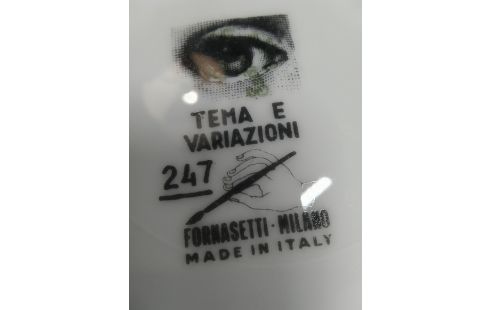 TEMA E
VARIAZIONI
247
FORNASETTI · MILANO
MADE IN ITALY